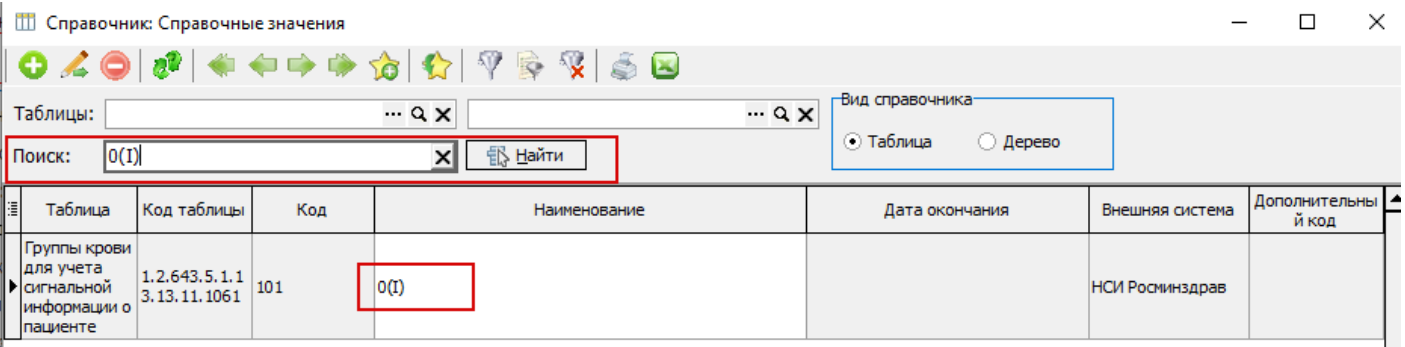 Справочник: Справочные значения
Таблицы:
Вид справочника
Таблица
Дерево
Поиск:
0(I)
Найти
Таблица
Код таблицы
Код
Наименование
Дата окончания
Внешняя система
Дополнительны
й код
Группы крови
для учета
сигнальной
информации о
пациенте
1.2.643.5.1.1
3.13.11.1061
101
0(I)
НСИ Росминздрав